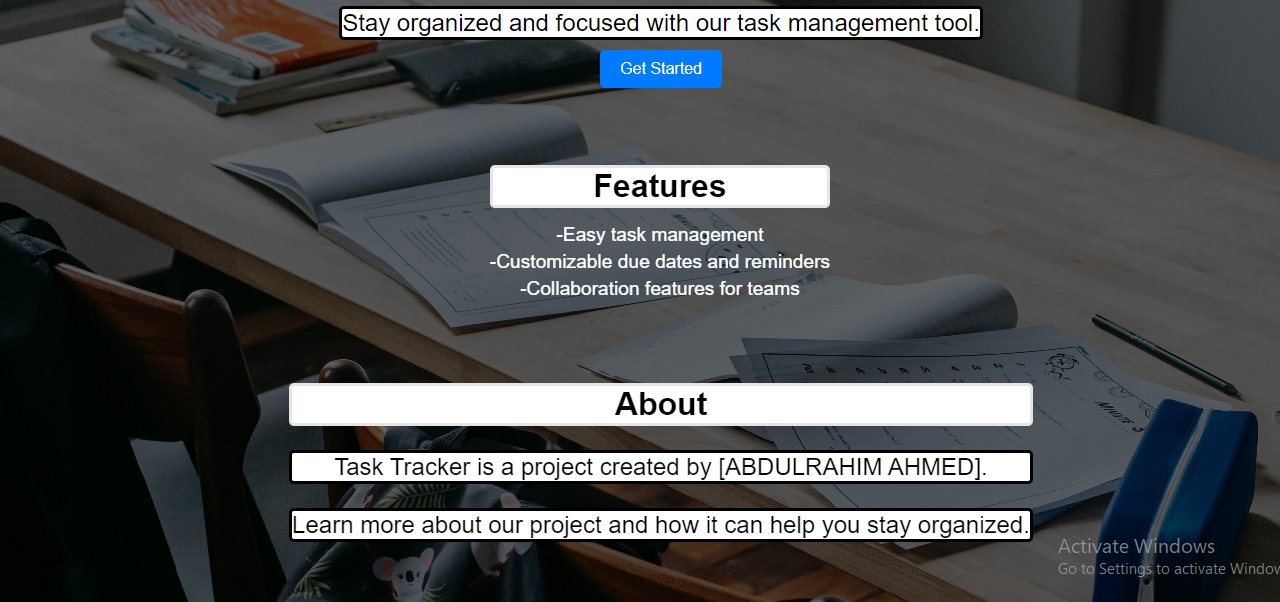 Stay organized and focused with our task management tool.
Get Started
Features
-Easy task management
-Customizable due dates and reminders
-Collaboration features for teams
About
Task Tracker is a project created by [ABDULRAHIM AHMED].
Learn more about our project and how it can help you stay organized.
Activate Windows
Go to Settings to activate Window